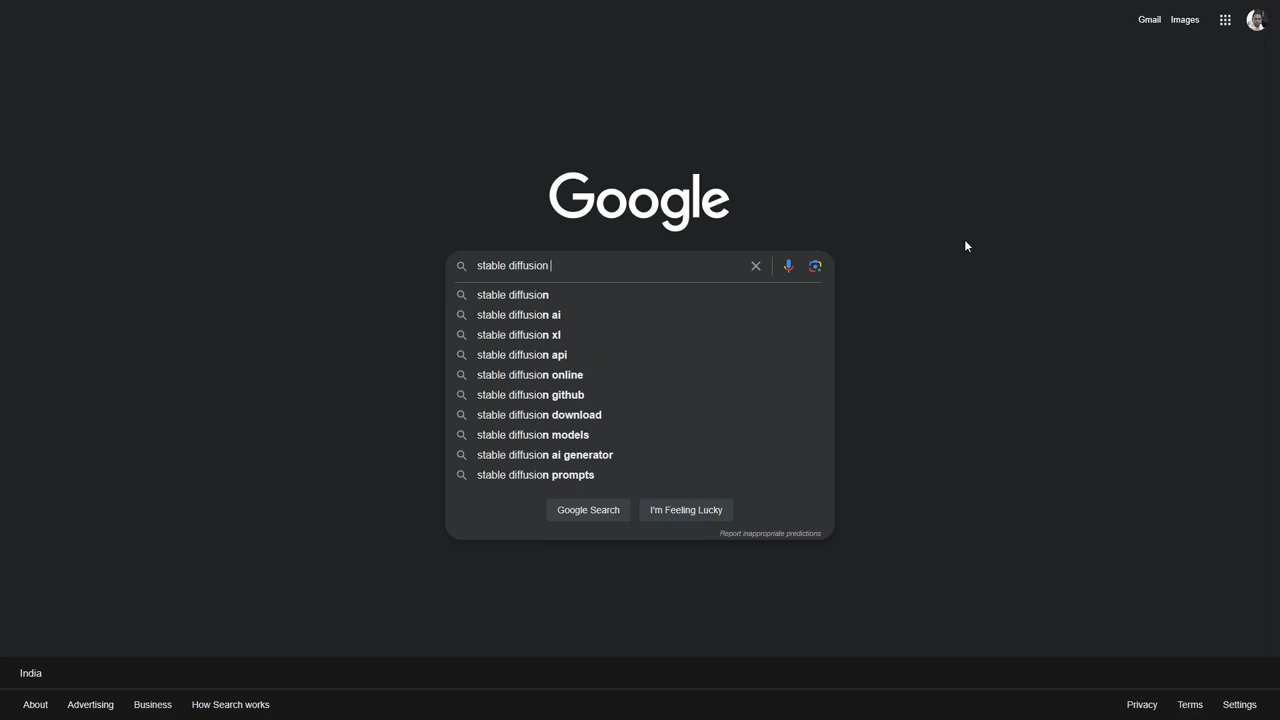 Gmail Images
Google
stable diffusion
stable diffusion
stable diffusion ai
stable diffusion xl
stable diffusion api
stable diffusion online
stable diffusion github
stable diffusion download
stable diffusion models
stable diffusion ai generator
stable diffusion prompts
Google Search I'm Feeling Lucky
Report inappropriate predictions
India
About Advertising Business How Search works Privacy Terms Settings